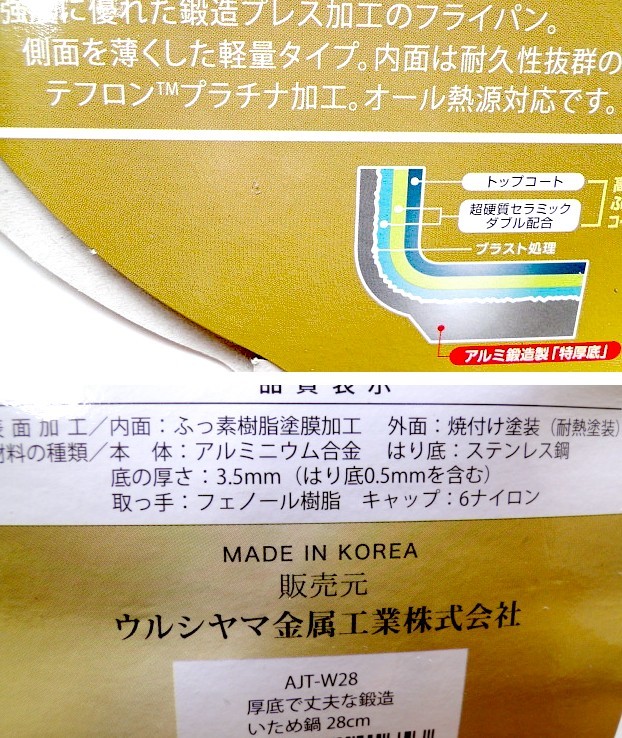 に優れた鍛造プレス加工のフライパン。
側面を薄くした軽量タイプ。内面は耐久性抜群の
テフロン™プラチナ加工。オール熱源対応です。
トップコート
超硬質セラミック
ダブル配合
ブラスト処理
アルミ鍛造製「特厚底」
品質表示
表面加工／内面：ふっ素樹脂塗膜加工 外面：焼付け塗装（耐熱塗装）
材料の種類／本 体：アルミニウム合金 はり底：ステンレス鋼
底の厚さ：3.5mm（はり底0.5mmを含む）
取っ手：フェノール樹脂 キャップ：6ナイロン
MADE IN KOREA
販売元
ウルシヤマ金属工業株式会社
AJT-W28
厚底で丈夫な鍛造
いため鍋 28cm